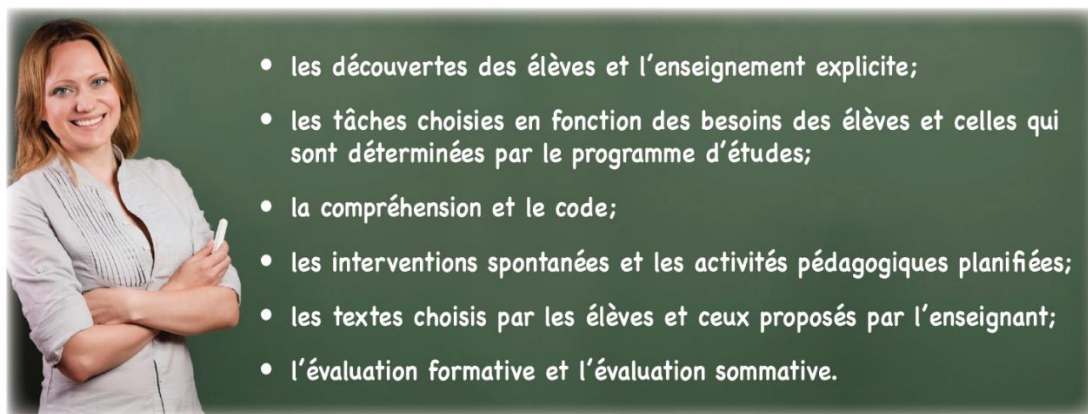 • les découvertes des élèves et l'enseignement explicite;
• les tâches choisies en fonction des besoins des élèves et celles qui
sont déterminées par le programme d'études;
• la compréhension et le code;
• les interventions spontanées et les activités pédagogiques planifiées;
• les textes choisis par les élèves et ceux proposés par l'enseignant;
• l'évaluation formative et l'évaluation sommative.